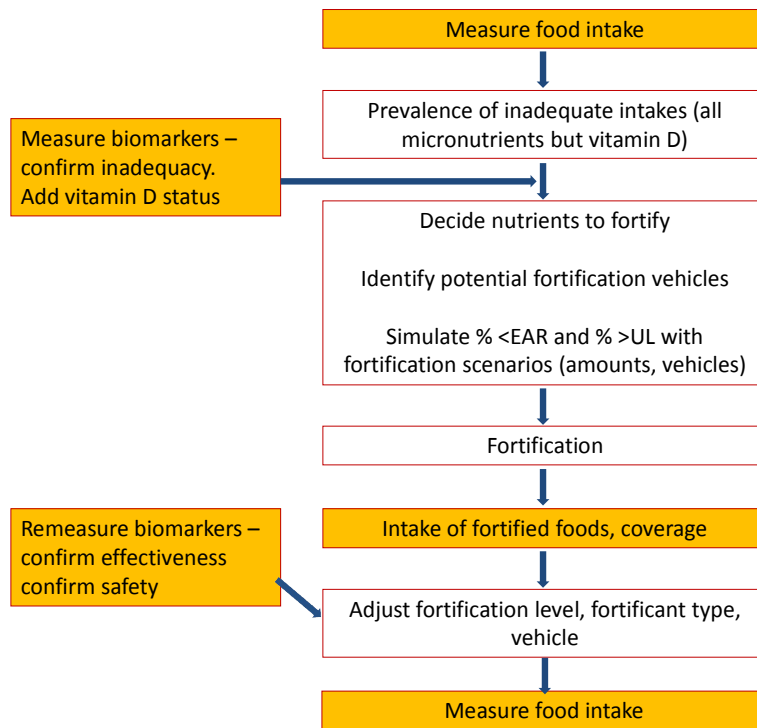 Measure food intake
Prevalence of inadequate intakes (all
micronutrients but vitamin D)
Measure biomarkers –
confirm inadequacy.
Add vitamin D status
Decide nutrients to fortify
Identify potential fortification vehicles
Simulate % <EAR and % >UL with
fortification scenarios (amounts, vehicles)
Fortification
Remeasure biomarkers –
confirm effectiveness
confirm safety
Intake of fortified foods, coverage
Adjust fortification level, fortificant type,
vehicle
Measure food intake